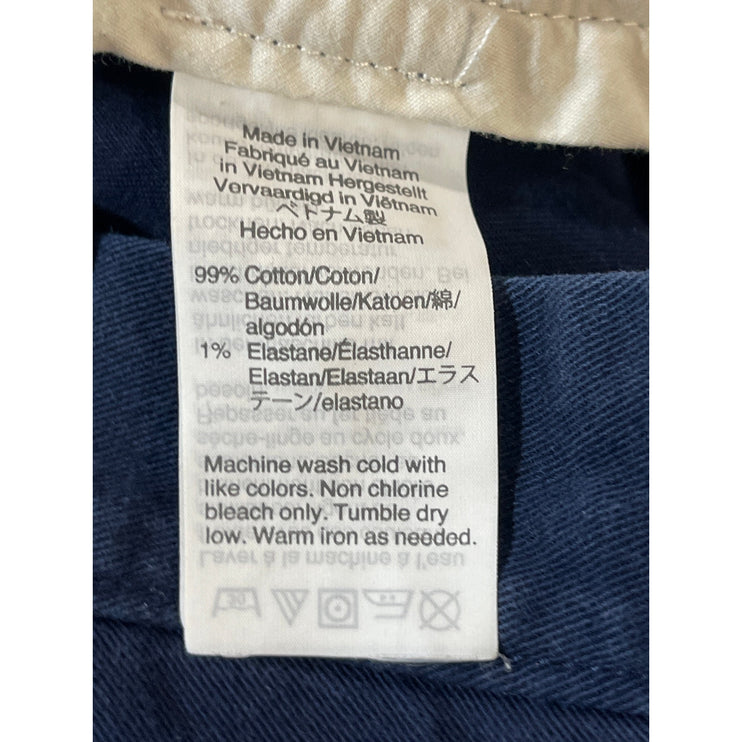 Made in Vietnam
Fabriqué au Vietnam
in Vietnam Hergestellt
Vervaardigd in Viêtnam
ベトナム製
Hecho en Vietnam
99% Cotton/Coton/
Baumwolle/Katoen/綿/
algodón
1% Elastane/Élasthanne/
Elastan/Elastaan/エラス
テーン/elastano
Machine wash cold with
like colors. Non chlorine
bleach only. Tumble dry
low. Warm iron as needed.